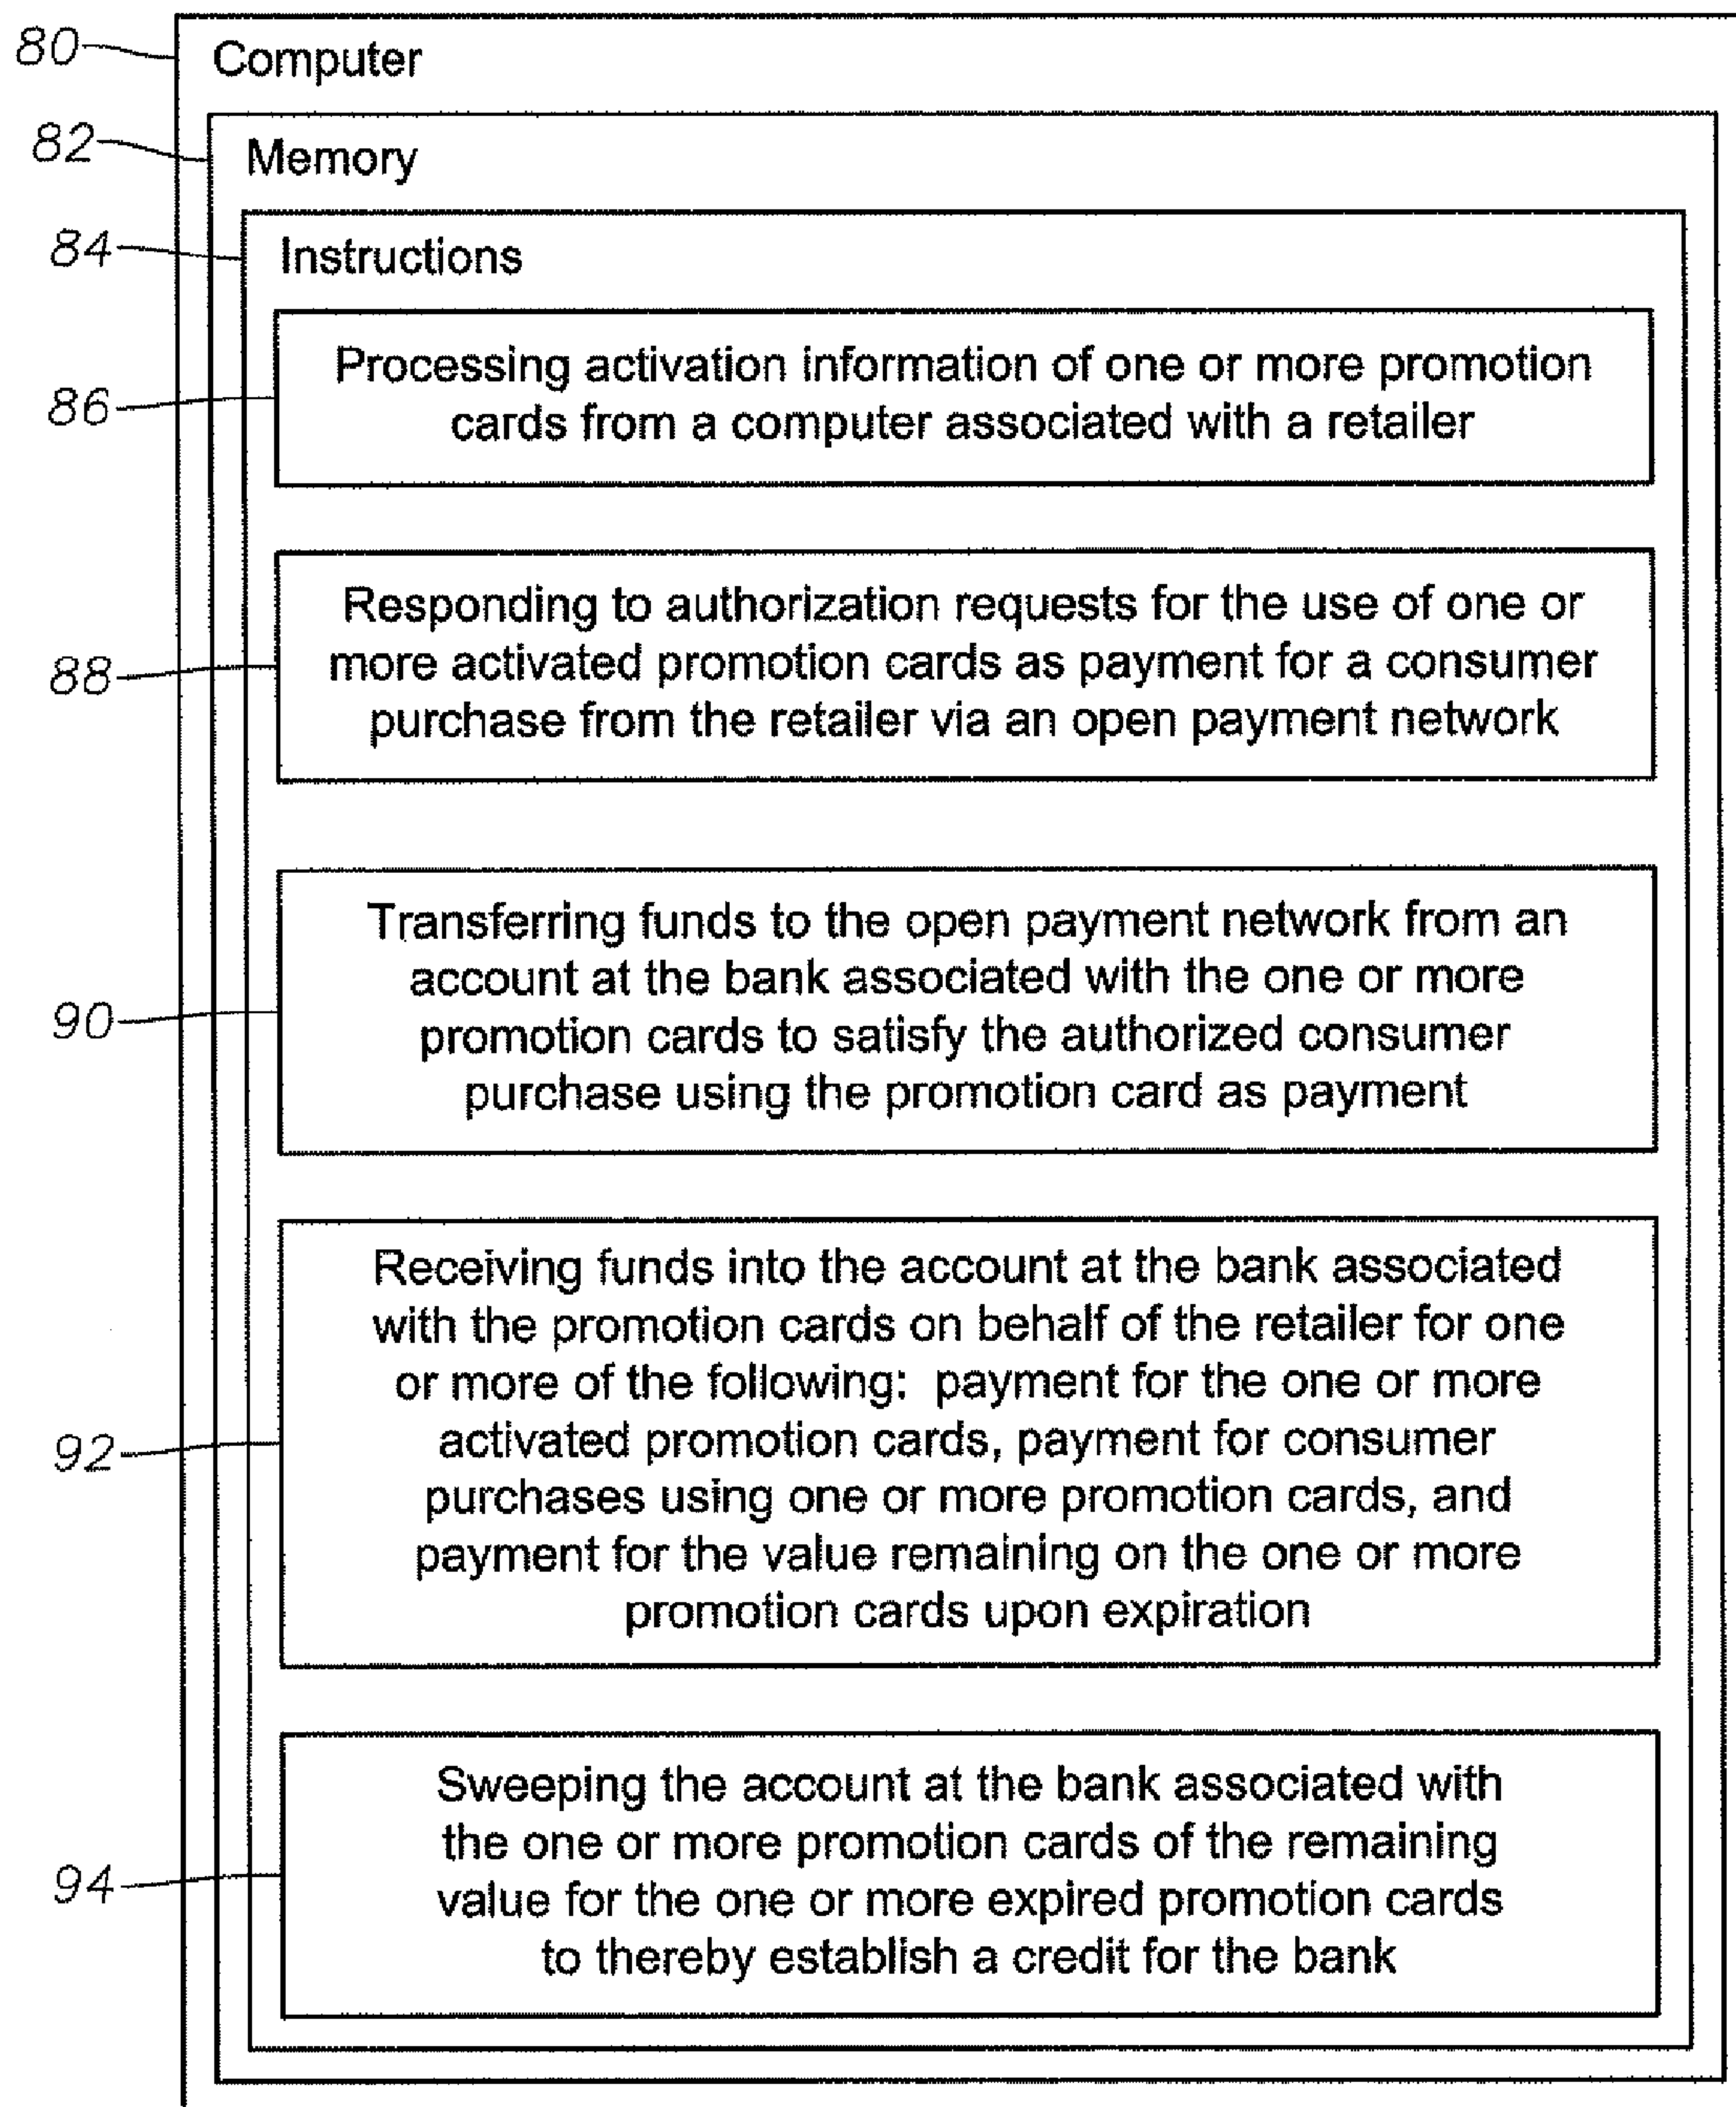 80 Computer
82 Memory
84 Instructions
Processing activation information of one or more promotion
86 cards from a computer associated with a retailer
Responding to authorization requests for the use of one or
88 more activated promotion cards as payment for a consumer
purchase from the retailer via an open payment network
Transferring funds to the open payment network from an
account at the bank associated with the one or more
90 promotion cards to satisfy the authorized consumer
purchase using the promotion card as payment
Receiving funds into the account at the bank associated
with the promotion cards on behalf of the retailer for one
or more of the following: payment for the one or more
92 activated promotion cards, payment for consumer
purchases using one or more promotion cards, and
payment for the value remaining on the one or more
promotion cards upon expiration
Sweeping the account at the bank associated with
the one or more promotion cards of the remaining
94 value for the one or more expired promotion cards
to thereby establish a credit for the bank